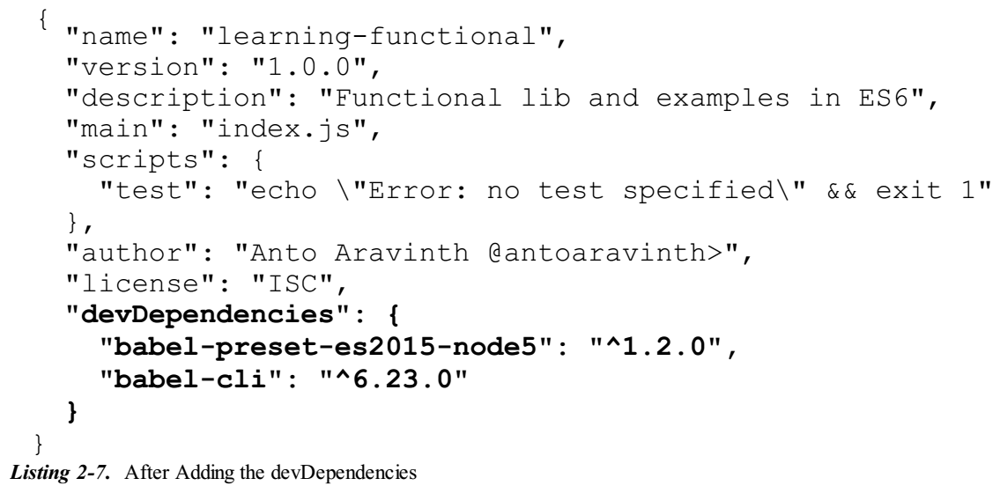 {
"name": "learning-functional",
"version": "1.0.0",
"description": "Functional lib and examples in ES6",
"main": "index.js",
"scripts": {
"test": "echo \"Error: no test specified\" && exit 1"
},
"author": "Anto Aravinth @antoaravinth>",
"license": "ISC",
"devDependencies": {
"babel-preset-es2015-node5": "^1.2.0",
"babel-cli": "^6.23.0"
}
}
Listing 2-7. After Adding the devDependencies